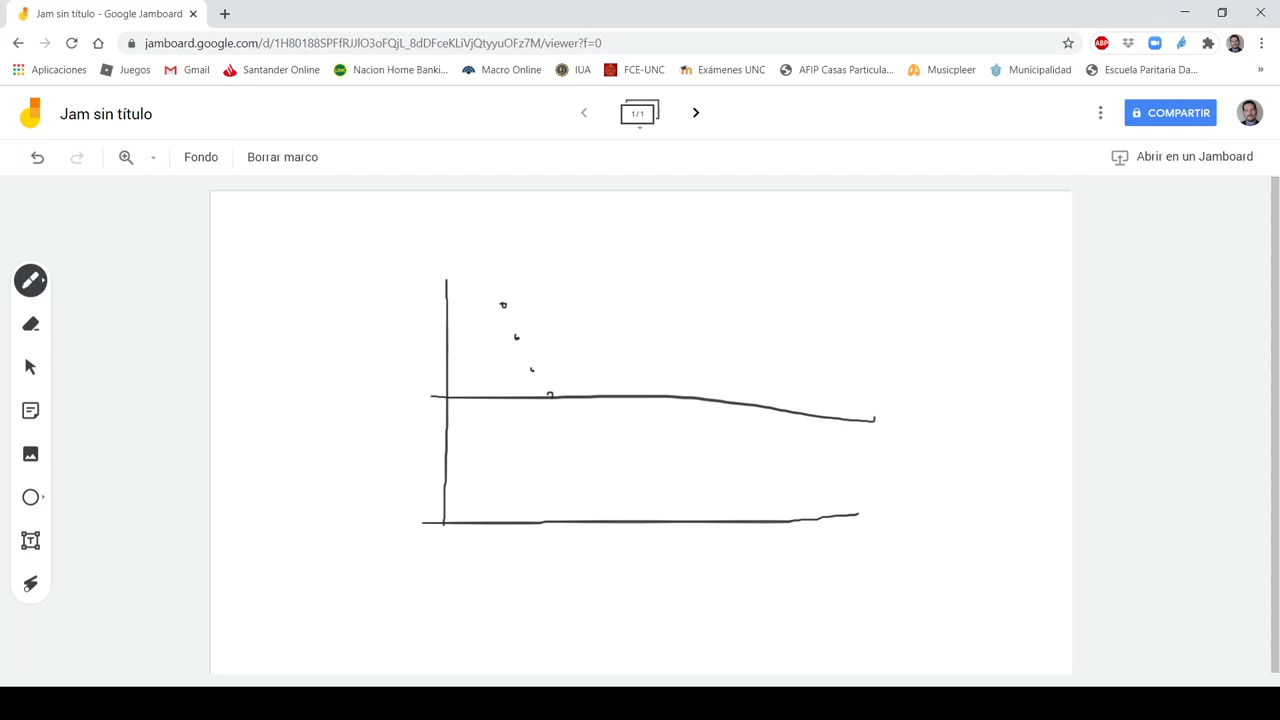 Jam sin título - Google Jamboard
jamboard.google.com/d/1H80188SPFfRJJlO3oFQµ_8dDFceKLiVjQtyyuOFz7M/viewer?f=0
Aplicaciones Juegos Gmail Santander Online Nacion Home Banki... Macro Online IUA FCE-UNC Exámenes UNC AFIP Casas Particula... Musicpleer Municipalidad Escuela Paritaria Da...
Jam sin título
1 / 1
COMPARTIR
Fondo
Borrar marco
Abrir en un Jamboard